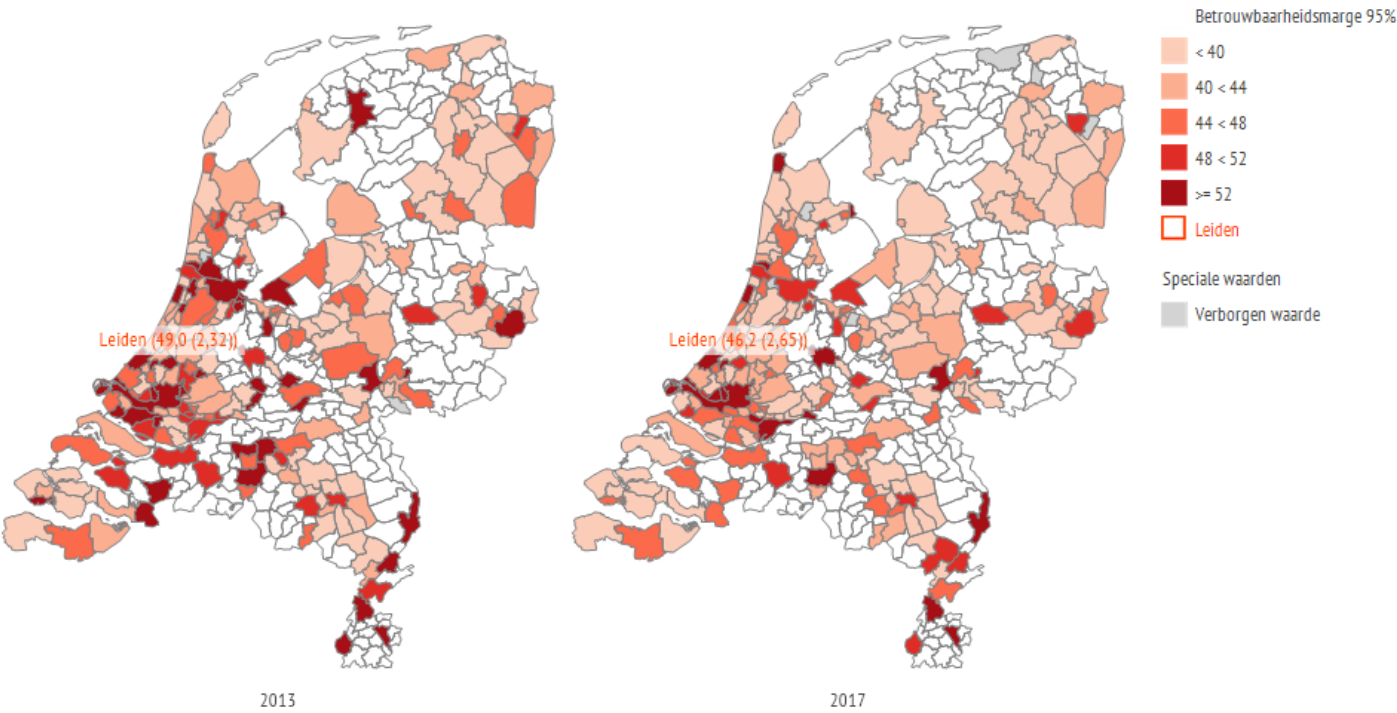 Betrouwbaarheidsmarge 95%
< 40
40 < 44
44 < 48
48 < 52
>= 52
Leiden
Speciale waarden
Verborgen waarde
Leiden (49,0 (2,32))
Leiden (46,2 (2,65))
2013
2017